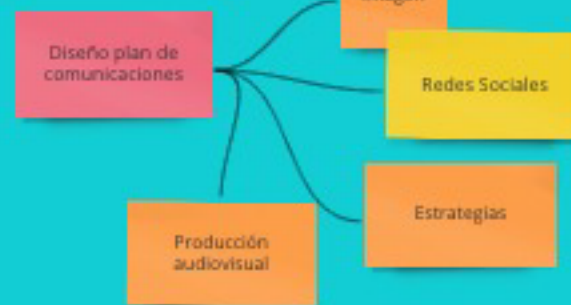 Diseño plan de
comunicaciones
Redes Sociales
Estrategias
Producción
audiovisual